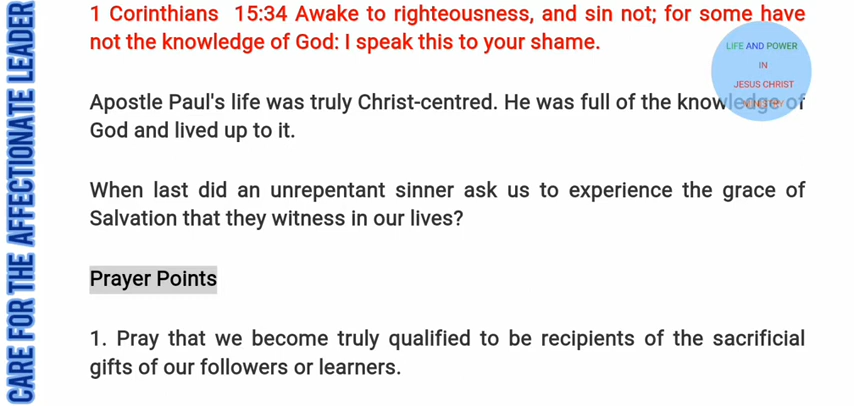 CARE FOR THE AFFECTIONATE LEADER
1 Corinthians 15:34 Awake to righteousness, and sin not; for some have
not the knowledge of God: I speak this to your shame.
LIFE AND POWER
IN
JESUS CHRIST
MINISTRY
Apostle Paul's life was truly Christ-centred. He was full of the knowledge of
God and lived up to it.
When last did an unrepentant sinner ask us to experience the grace of
Salvation that they witness in our lives?
Prayer Points
1. Pray that we become truly qualified to be recipients of the sacrificial
gifts of our followers or learners.